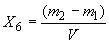 X₆ = (m₂ − m₁) / V